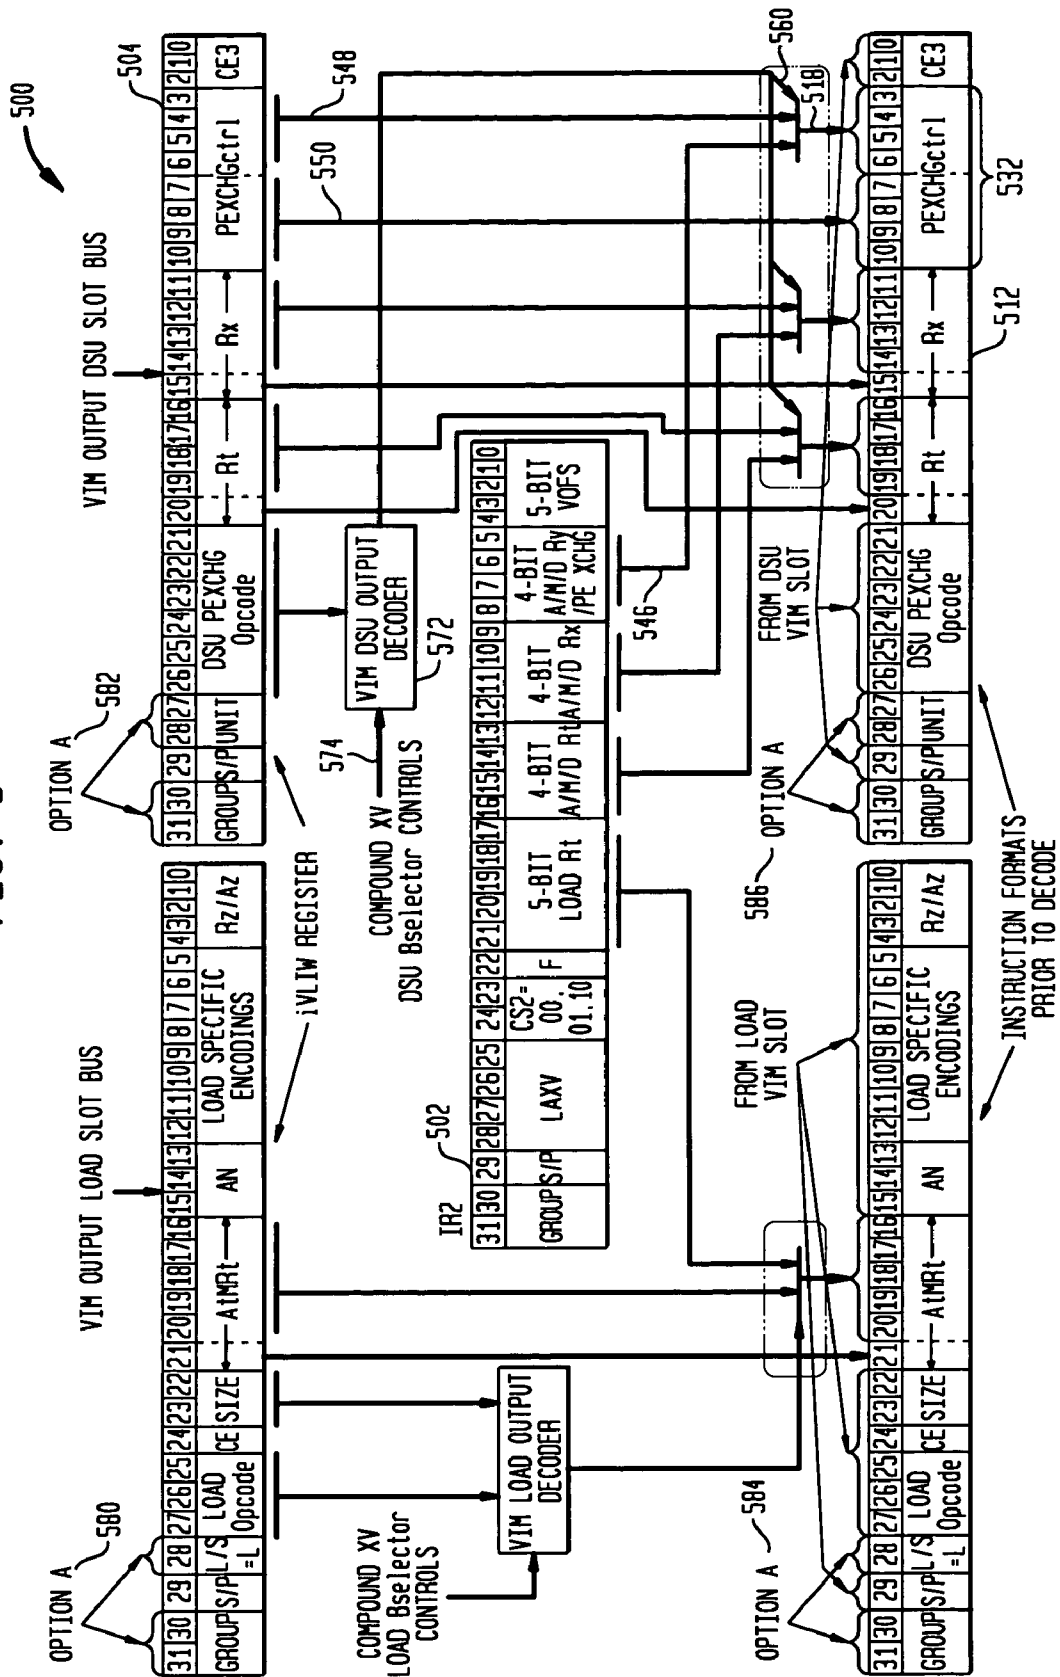 500
OPTION A
580
VIM OUTPUT LOAD SLOT BUS
OPTION A
582
VIM OUTPUT DSU SLOT BUS
504
31 30 29 28 27 26 25 24 23 22 21 20 19 18 17 16 15 14 13 12 11 10 9 8 7 6 5 4 3 2 1 0
GROUP S/P L/S =L LOAD Opcode CE SIZE AtMRt AN LOAD SPECIFIC ENCODINGS Rz/Az
31 30 29 28 27 26 25 24 23 22 21 20 19 18 17 16 15 14 13 12 11 10 9 8 7 6 5 4 3 2 1 0
GROUP S/P UNIT DSU PEXCHG Opcode Rt Rx PEXCHGctrl CE3
iVLIW REGISTER
550
548
574
COMPOUND XV
DSU Bselector CONTROLS
VIM DSU OUTPUT
DECODER
572
COMPOUND XV
LOAD Bselector
CONTROLS
VIM LOAD OUTPUT
DECODER
IR2
502
31 30 29 28 27 26 25 24 23 22 21 20 19 18 17 16 15 14 13 12 11 10 9 8 7 6 5 4 3 2 1 0
GROUP S/P LAXV CS2= 00, 01,10 F 5-BIT LOAD Rt 4-BIT A/M/D Rt 4-BIT A/M/D Rx 4-BIT A/M/D Ry /PE XCHG 5-BIT VOFS
546
OPTION A
584
FROM LOAD
VIM SLOT
586
OPTION A
FROM DSU
VIM SLOT
560
518
31 30 29 28 27 26 25 24 23 22 21 20 19 18 17 16 15 14 13 12 11 10 9 8 7 6 5 4 3 2 1 0
GROUP S/P L/S =L LOAD Opcode CE SIZE AtMRt AN LOAD SPECIFIC ENCODINGS Rz/Az
31 30 29 28 27 26 25 24 23 22 21 20 19 18 17 16 15 14 13 12 11 10 9 8 7 6 5 4 3 2 1 0
GROUP S/P UNIT DSU PEXCHG Opcode Rt Rx PEXCHGctrl CE3
INSTRUCTION FORMATS
PRIOR TO DECODE
512
532